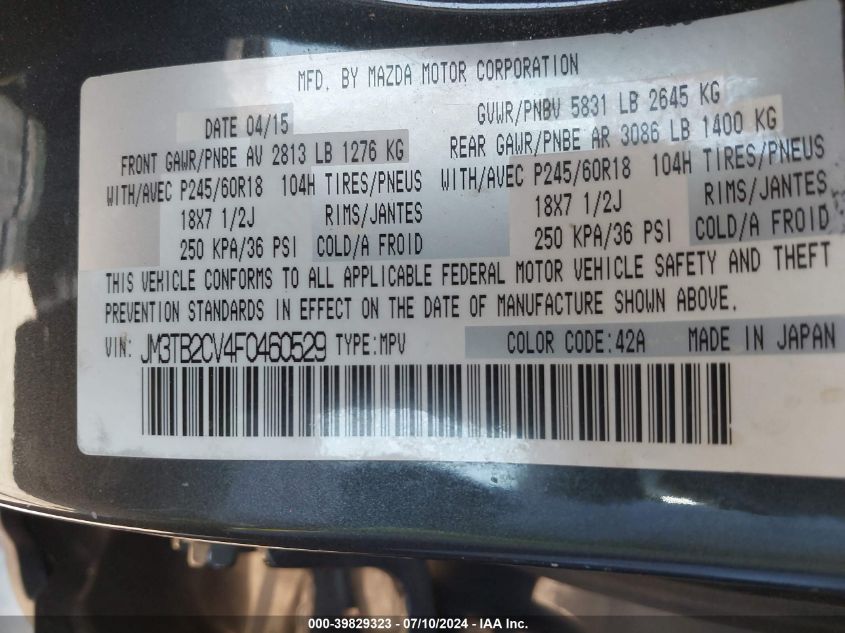 MFD. BY MAZDA MOTOR CORPORATION
DATE 04/15 GVWR/PNBV 5831 LB 2645 KG
FRONT GAWR/PNBE AV 2813 LB 1276 KG REAR GAWR/PNBE AR 3086 LB 1400 KG
WITH/AVEC P245/60R18 104H TIRES/PNEUS WITH/AVEC P245/60R18 104H TIRES/PNEUS
18X7 1/2J RIMS/JANTES 18X7 1/2J RIMS/JANTES
250 KPA/36 PSI COLD/A FROID 250 KPA/36 PSI COLD/A FROID
THIS VEHICLE CONFORMS TO ALL APPLICABLE FEDERAL MOTOR VEHICLE SAFETY AND THEFT
PREVENTION STANDARDS IN EFFECT ON THE DATE OF MANUFACTURE SHOWN ABOVE.
VIN: JM3TB2CV4F0460529 TYPE:MPV COLOR CODE:42A MADE IN JAPAN
000-39829323 - 07/10/2024 - IAA Inc.